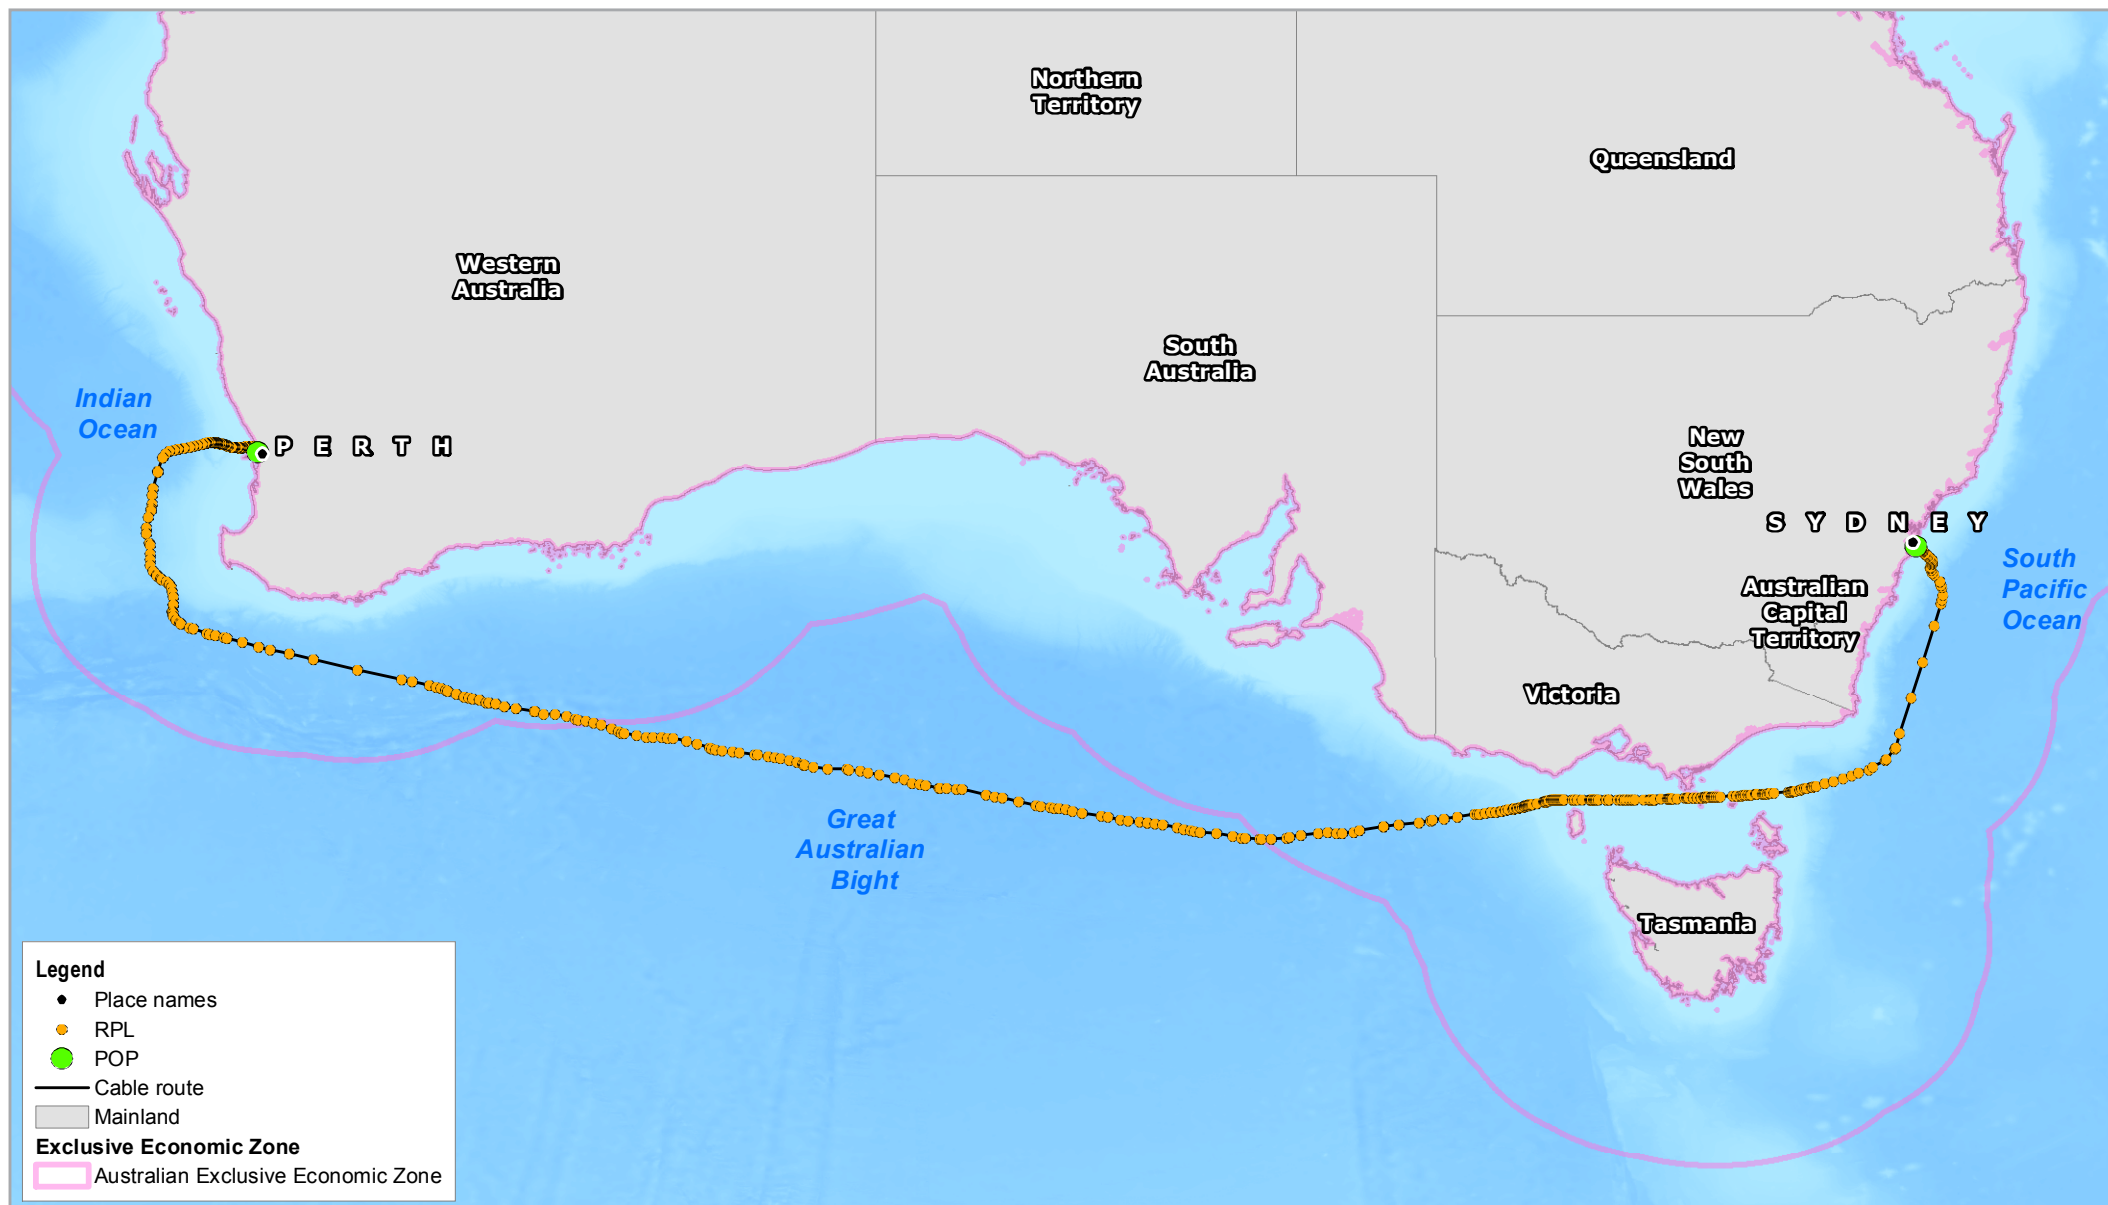 Northern
Territory
Queensland
Western
Australia
South
Australia
Indian
Ocean
P E R T H
New
South
Wales
S Y D N E Y
South
Pacific
Ocean
Australian
Capital
Territory
Victoria
Great
Australian
Bight
Tasmania
Legend
Place names
RPL
POP
Cable route
Mainland
Exclusive Economic Zone
Australian Exclusive Economic Zone